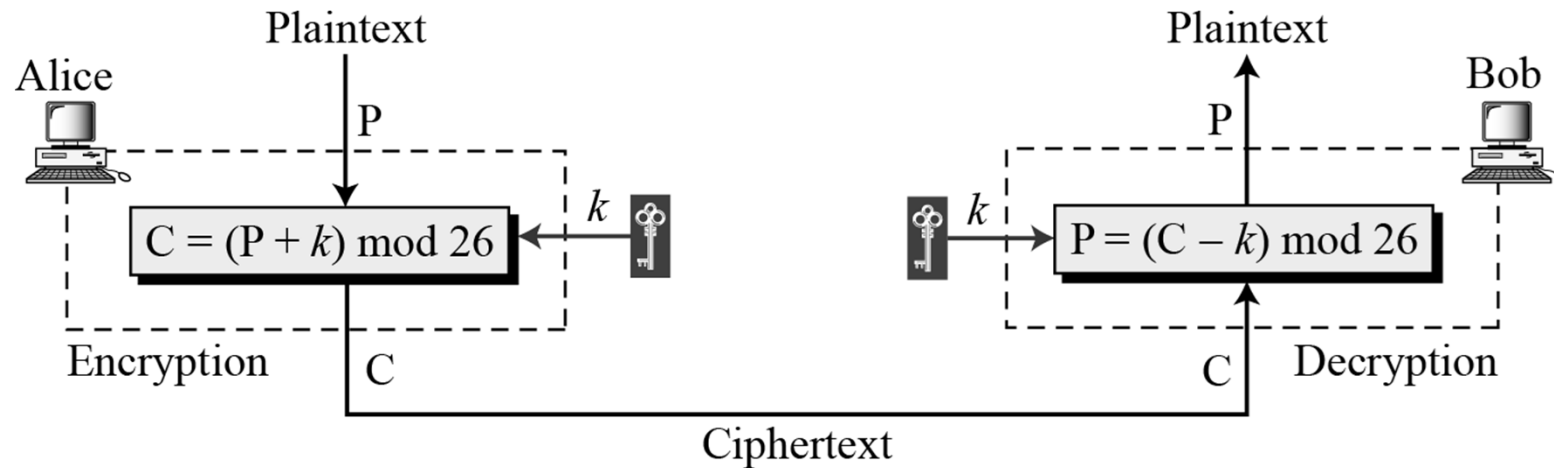 Plaintext
Plaintext
Alice
Bob
P
P
k
k
C = (P + k) mod 26
P = (C – k) mod 26
Encryption
C
C
Decryption
Ciphertext